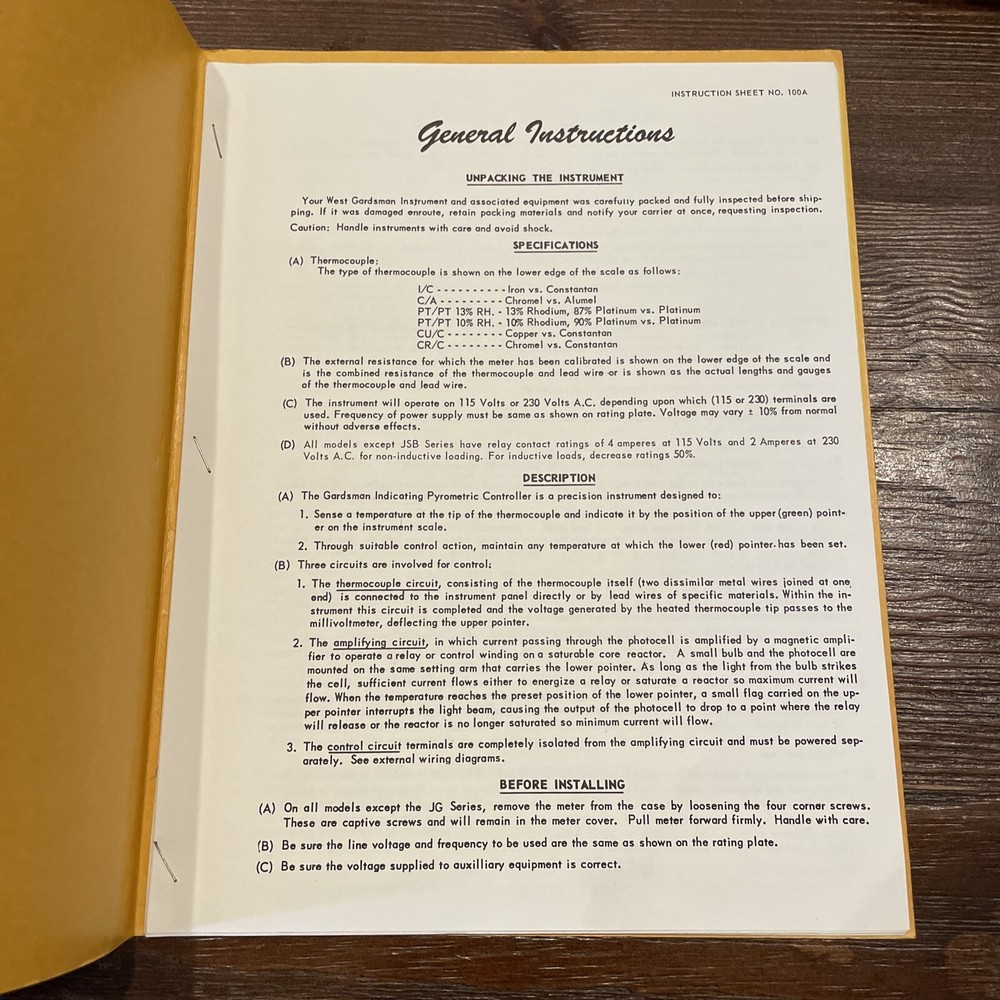 INSTRUCTION SHEET NO. 100A
General Instructions
UNPACKING THE INSTRUMENT
Your West Gardsman Instrument and associated equipment was carefully packed and fully inspected before ship-
ping. If it was damaged enroute, retain packing materials and notify your carrier at once, requesting inspection.
Caution: Handle instruments with care and avoid shock.
SPECIFICATIONS
(A) Thermocouple:
The type of thermocouple is shown on the lower edge of the scale as follows:
I/C - - - - - - - - - - Iron vs. Constantan
C/A - - - - - - - - - Chromel vs. Alumel
PT/PT 13% RH. - 13% Rhodium, 87% Platinum vs. Platinum
PT/PT 10% RH. - 10% Rhodium, 90% Platinum vs. Platinum
CU/C - - - - - - - - Copper vs. Constantan
CR/C - - - - - - - - Chromel vs. Constantan
(B) The external resistance for which the meter has been calibrated is shown on the lower edge of the scale and
is the combined resistance of the thermocouple and lead wire or is shown as the actual lengths and gauges
of the thermocouple and lead wire.
(C) The instrument will operate on 115 Volts or 230 Volts A.C. depending upon which (115 or 230) terminals are
used. Frequency of power supply must be same as shown on rating plate. Voltage may vary ± 10% from normal
without adverse effects.
(D) All models except JSB Series have relay contact ratings of 4 amperes at 115 Volts and 2 Amperes at 230
Volts A.C. for non-inductive loading. For inductive loads, decrease ratings 50%.
DESCRIPTION
(A) The Gardsman Indicating Pyrometric Controller is a precision instrument designed to:
1. Sense a temperature at the tip of the thermocouple and indicate it by the position of the upper (green) point-
er on the instrument scale.
2. Through suitable control action, maintain any temperature at which the lower (red) pointer has been set.
(B) Three circuits are involved for control:
1. The thermocouple circuit, consisting of the thermocouple itself (two dissimilar metal wires joined at one
end) is connected to the instrument panel directly or by lead wires of specific materials. Within the in-
strument this circuit is completed and the voltage generated by the heated thermocouple tip passes to the
millivoltmeter, deflecting the upper pointer.
2. The amplifying circuit, in which current passing through the photocell is amplified by a magnetic ampli-
fier to operate a relay or control winding on a saturable core reactor. A small bulb and the photocell are
mounted on the same setting arm that carries the lower pointer. As long as the light from the bulb strikes
the cell, sufficient current flows either to energize a relay or saturate a reactor so maximum current will
flow. When the temperature reaches the preset position of the lower pointer, a small flag carried on the up-
per pointer interrupts the light beam, causing the output of the photocell to drop to a point where the relay
will release or the reactor is no longer saturated so minimum current will flow.
3. The control circuit terminals are completely isolated from the amplifying circuit and must be powered sep-
arately. See external wiring diagrams.
BEFORE INSTALLING
(A) On all models except the JG Series, remove the meter from the case by loosening the four corner screws.
These are captive screws and will remain in the meter cover. Pull meter forward firmly. Handle with care.
(B) Be sure the line voltage and frequency to be used are the same as shown on the rating plate.
(C) Be sure the voltage supplied to auxilliary equipment is correct.